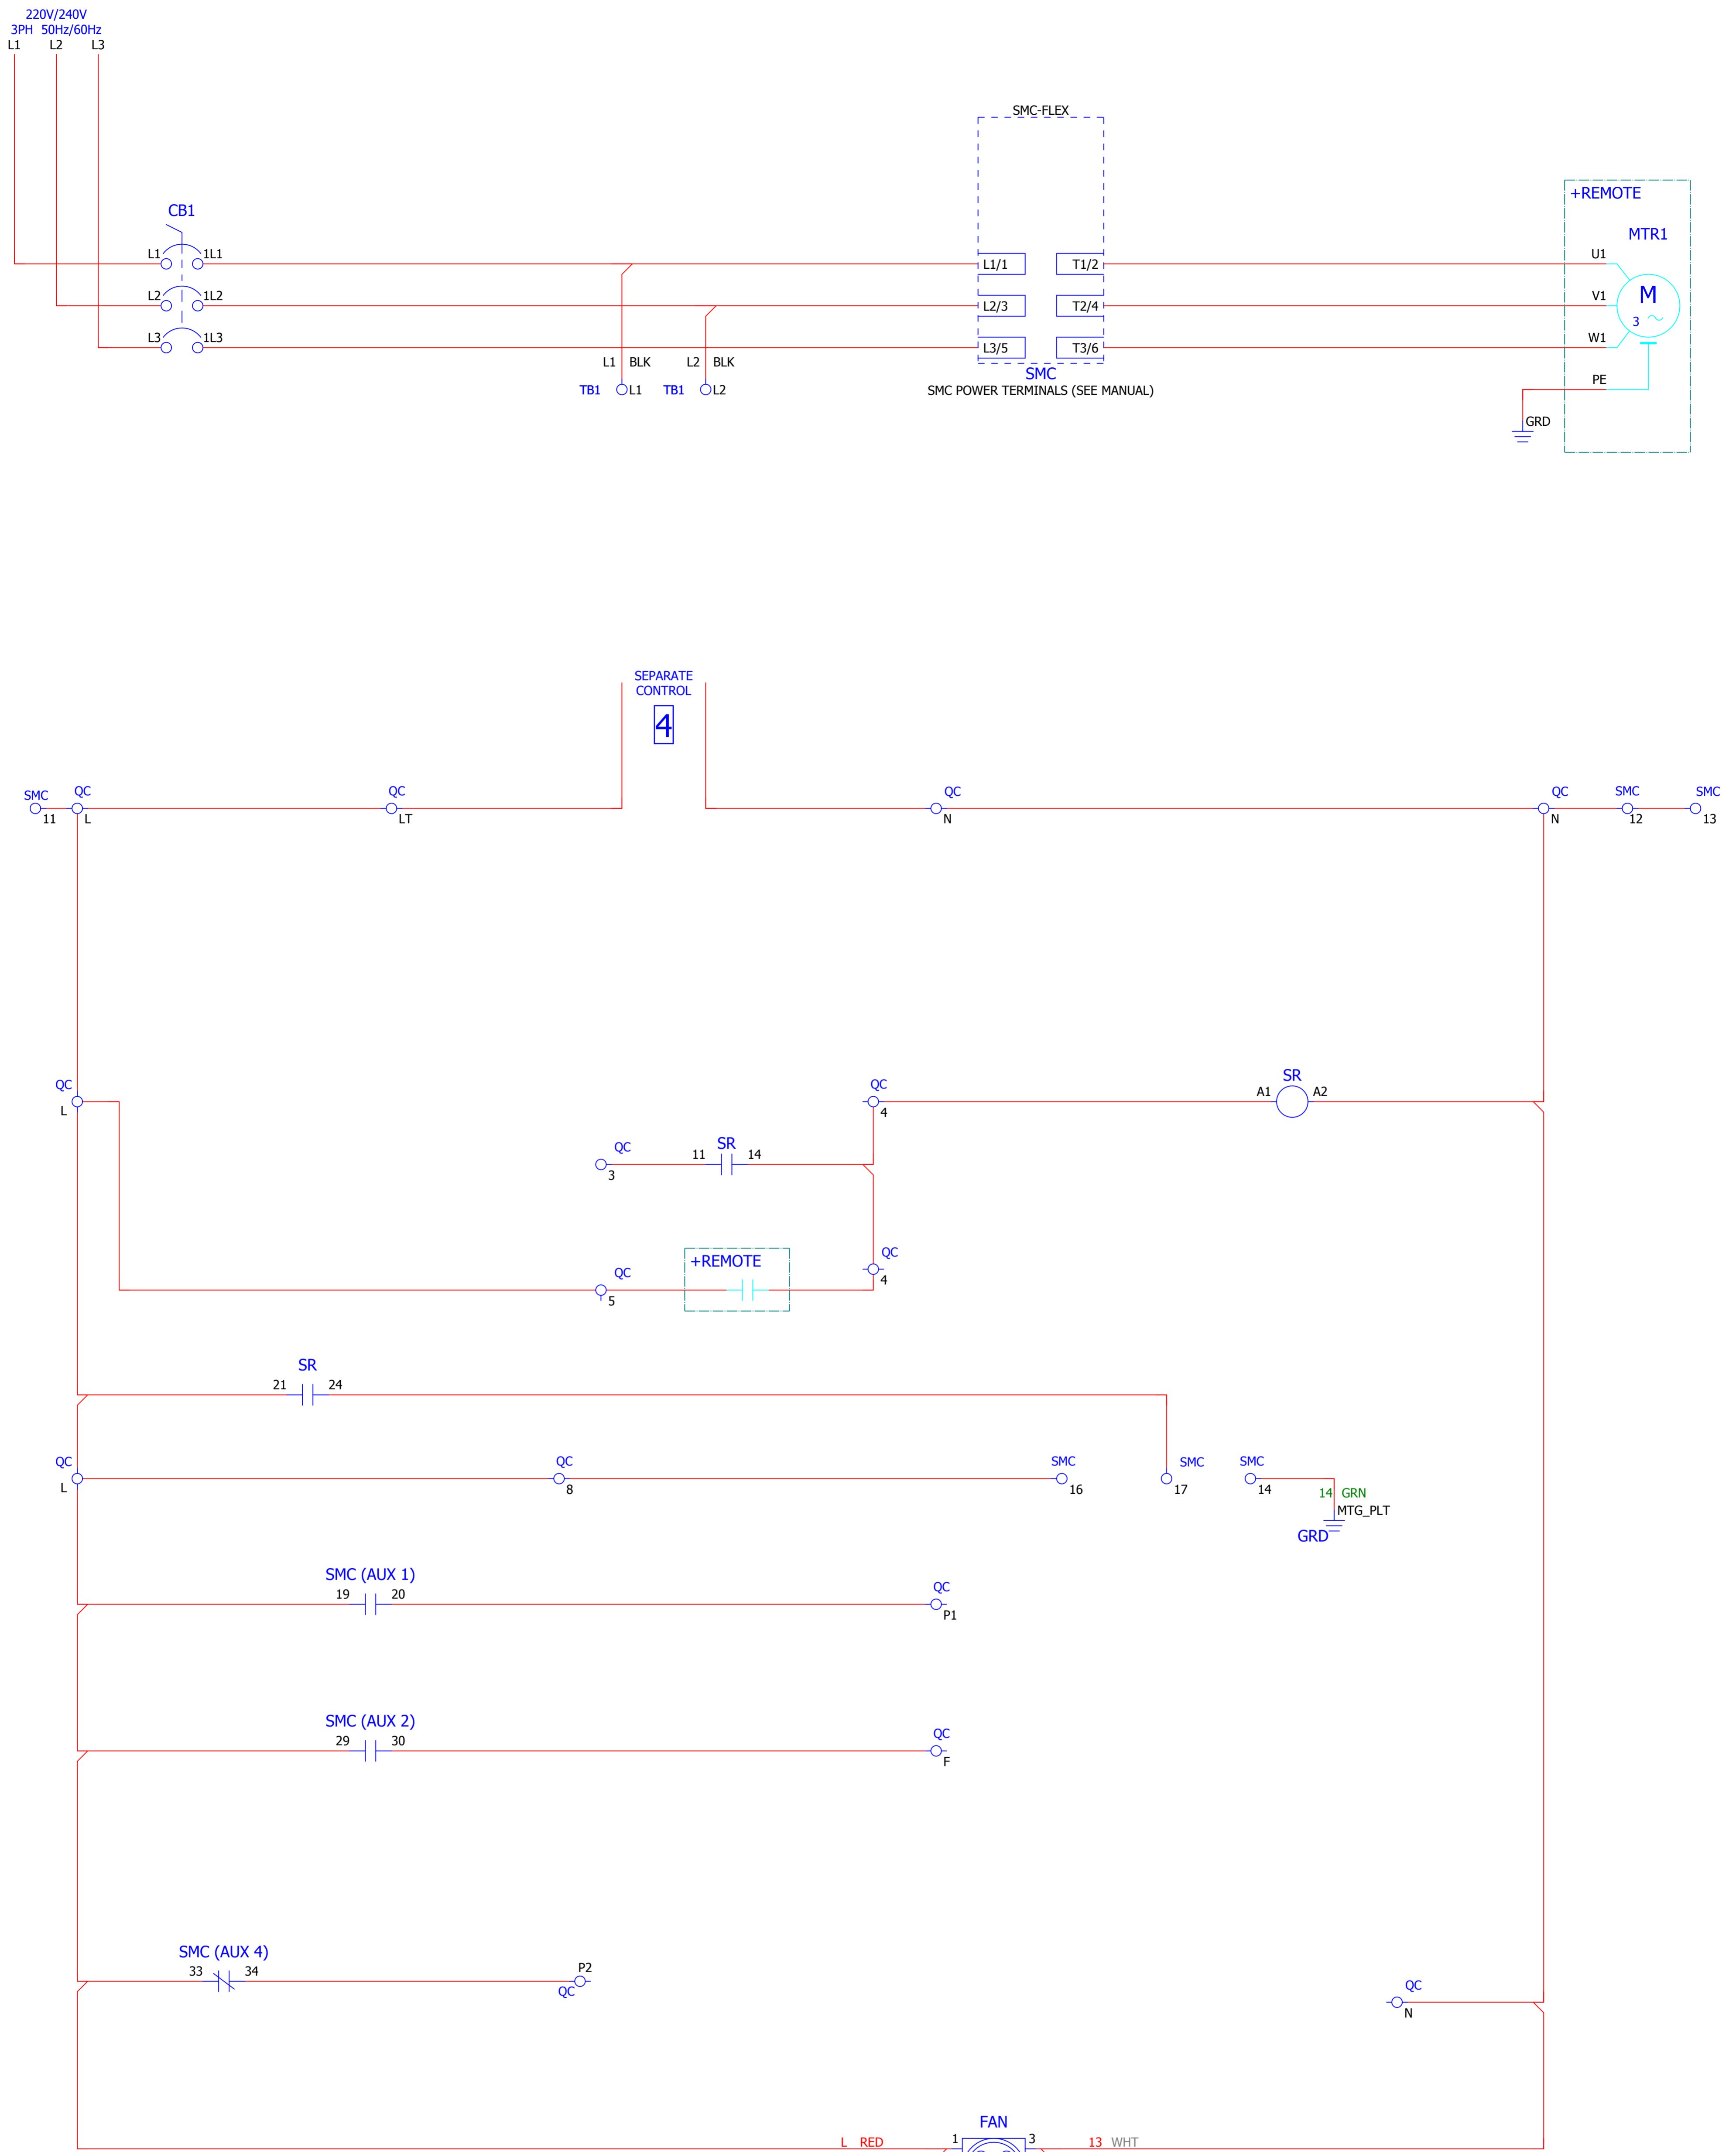 220V/240V
3PH 50Hz/60Hz
L1 L2 L3
SMC-FLEX
+REMOTE
CB1
MTR1
L1 1L1
L1/1 T1/2
U1
L2 1L2
L2/3 T2/4
V1
M
3
L3 1L3
L3/5 T3/6
W1
L1 BLK L2 BLK
SMC
PE
TB1 L1 TB1 L2
SMC POWER TERMINALS (SEE MANUAL)
GRD
SEPARATE
CONTROL
4
SMC QC QC QC QC SMC SMC
11 L LT N N 12 13
QC QC SR
L 4 A1 A2
QC SR
3 11 14
QC +REMOTE QC
5 4
SR
21 24
QC QC SMC SMC SMC
L 8 16 17 14
14 GRN
MTG_PLT
GRD
SMC (AUX 1)
19 20
QC
P1
SMC (AUX 2)
29 30
QC
F
SMC (AUX 4)
33 34
P2
QC
QC
N
FAN
L RED 1 3 13 WHT